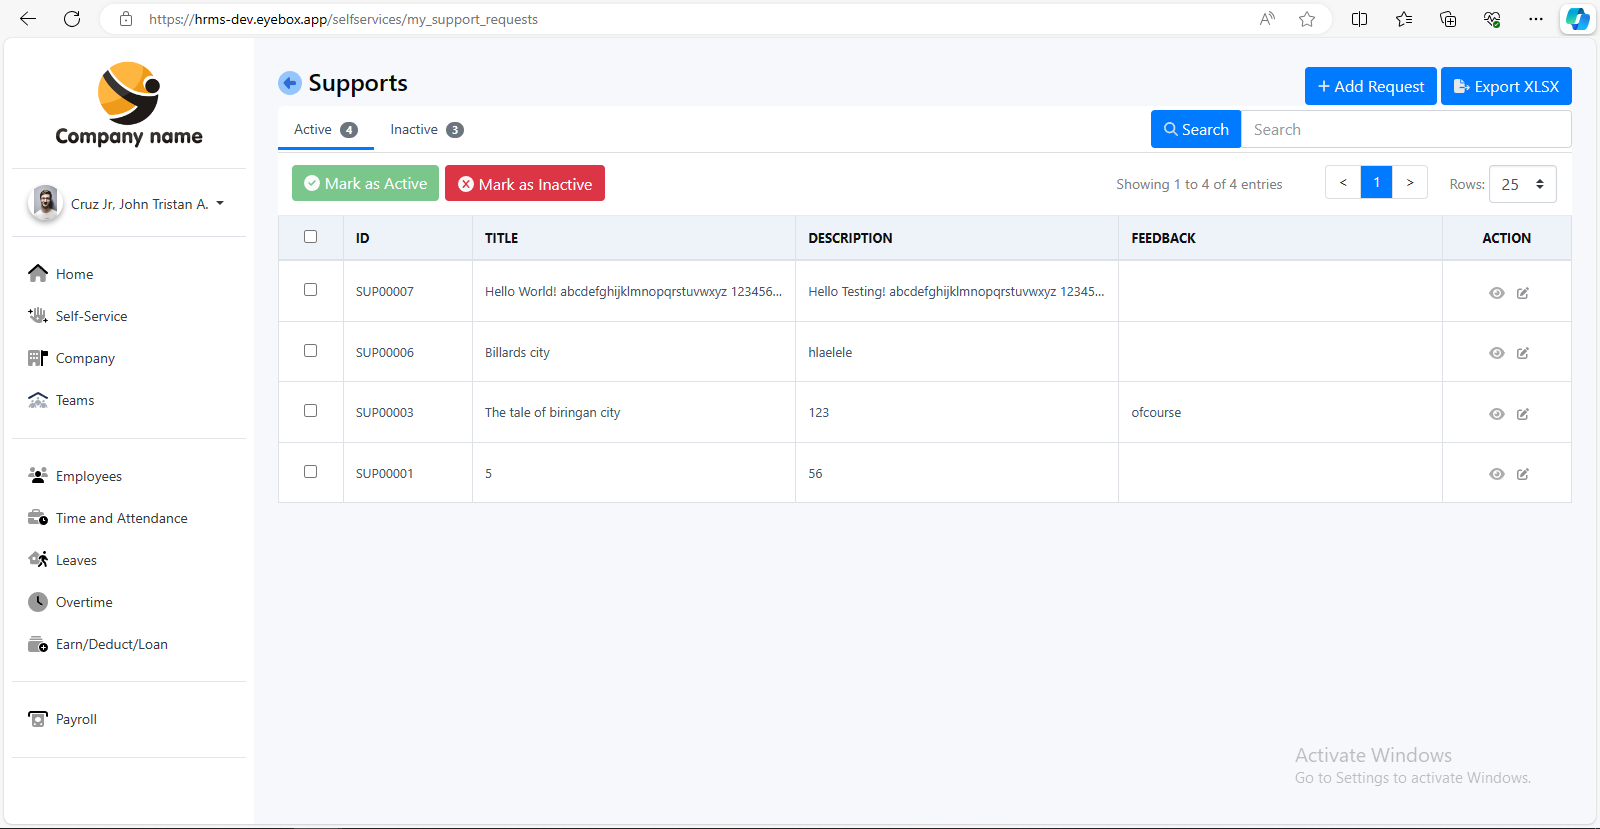 https://hrms-dev.eyebox.app/selfservices/my_support_requests
Company name
Cruz Jr, John Tristan A.
Home
Self-Service
Company
Teams
Employees
Time and Attendance
Leaves
Overtime
Earn/Deduct/Loan
Payroll
Supports
+ Add Request
Export XLSX
Active 4
Inactive 3
Search
Search
Mark as Active
Mark as Inactive
Showing 1 to 4 of 4 entries
< 1 >
Rows: 25
ID TITLE DESCRIPTION FEEDBACK ACTION
SUP00007 Hello World! abcdefghijklmnopqrstuvwxyz 123456... Hello Testing! abcdefghijklmnopqrstuvwxyz 12345...
SUP00006 Billards city hlaelele
SUP00003 The tale of biringan city 123 ofcourse
SUP00001 5 56
Activate Windows
Go to Settings to activate Windows.